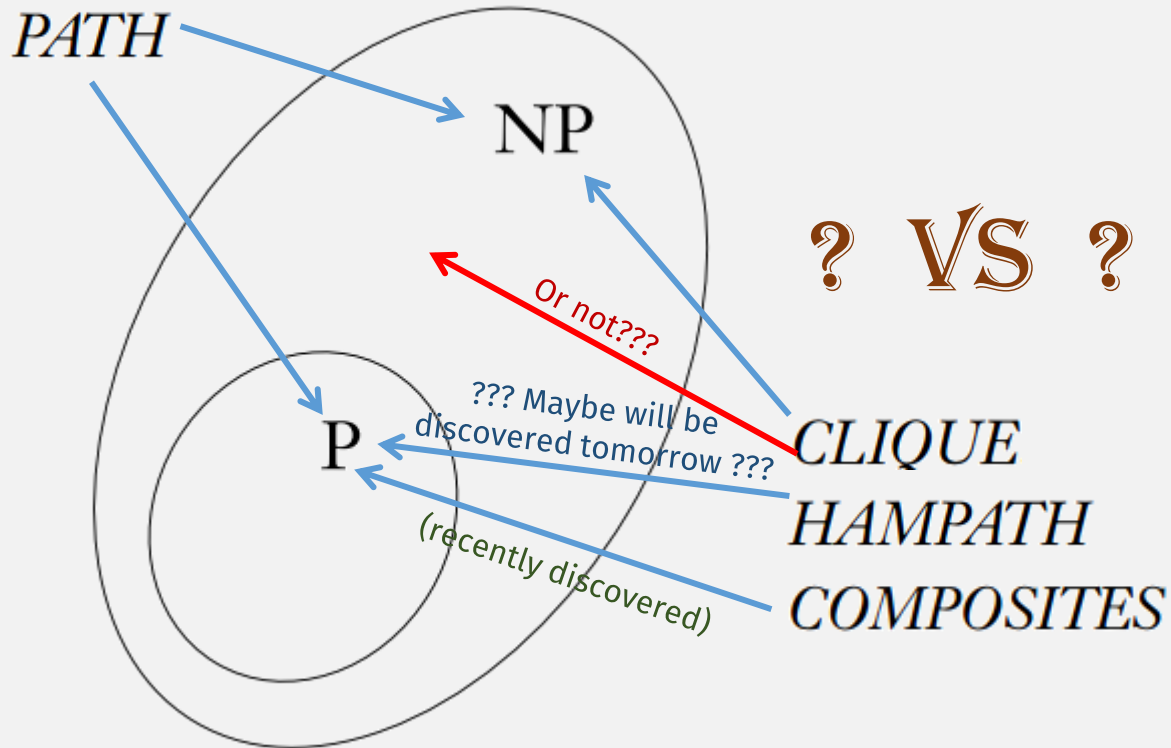 PATH
NP
? VS ?
Or not???
??? Maybe will be
discovered tomorrow ???
P
CLIQUE
HAMPATH
(recently discovered)
COMPOSITES